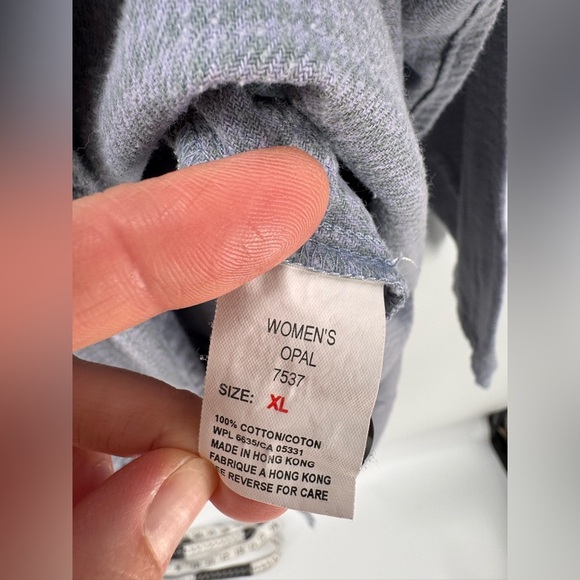 WOMEN'S
OPAL
7537
SIZE: XL
100% COTTON/COTON
WPL 6635/CA 05331
MADE IN HONG KONG
FABRIQUE A HONG KONG
EE REVERSE FOR CARE